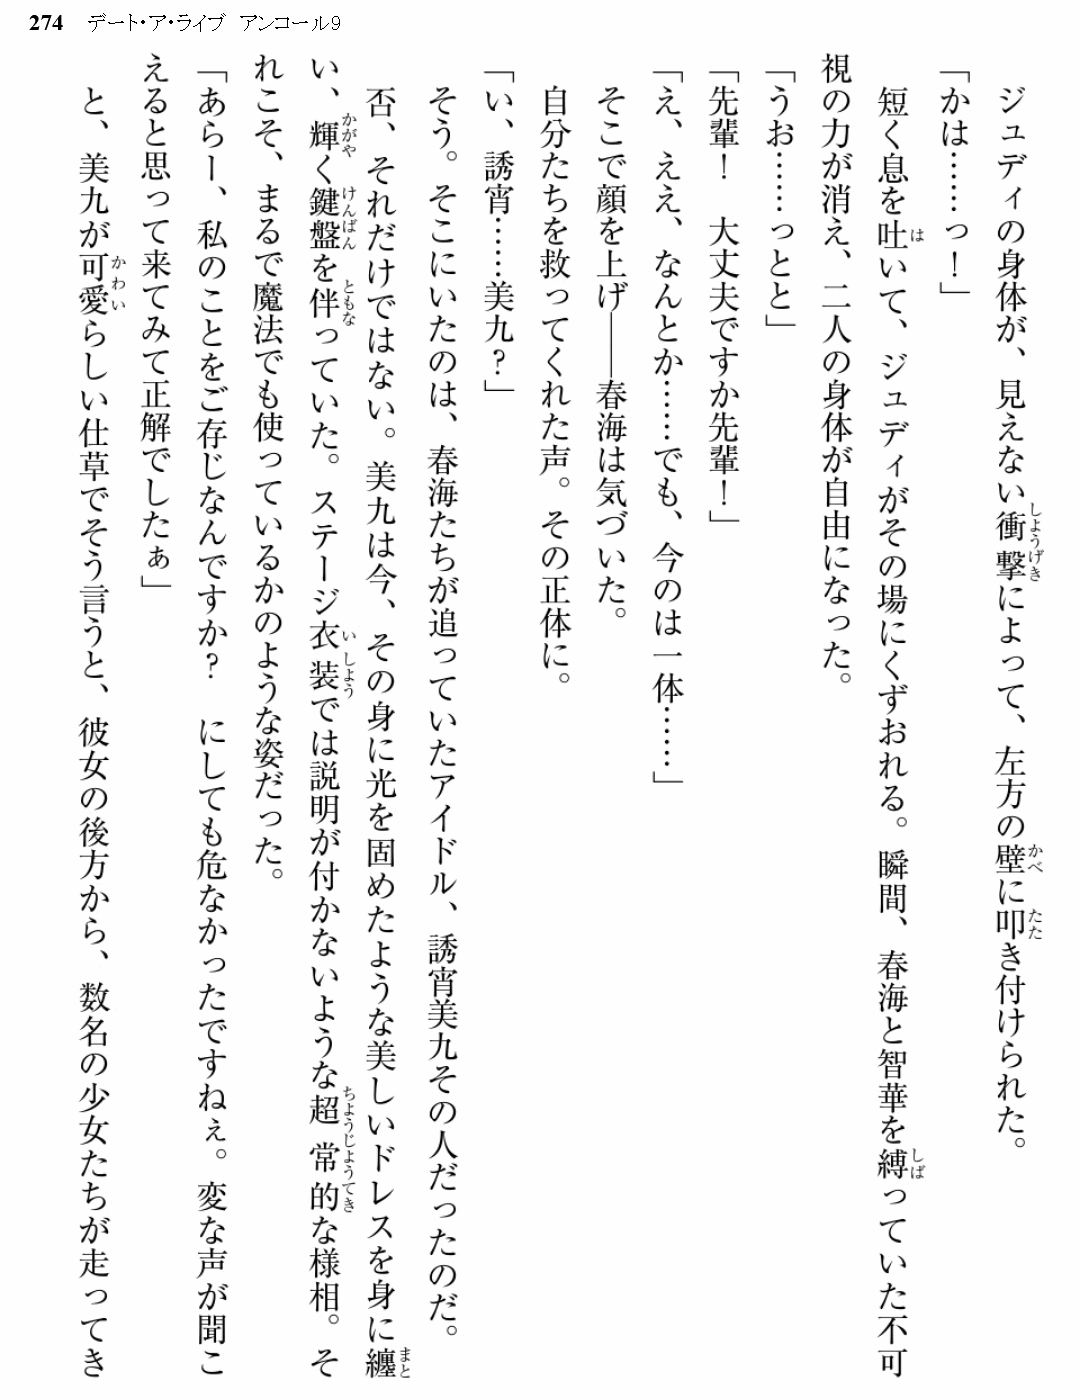 274 デート・ア・ライブ アンコール9
ジュディの身体が、見えない衝撃によって、左方の壁に叩き付けられた。
「かは……っ！」
短く息を吐いて、ジュディがその場にくずおれる。瞬間、春海と智華を縛っていた不可
視の力が消え、二人の身体が自由になった。
「うお……っとと」
「先輩！　大丈夫ですか先輩！」
「え、ええ、なんとか……でも、今のは一体……」
そこで顔を上げ――春海は気づいた。
自分たちを救ってくれた声。その正体に。
「い、誘宵……美九？」
そう。そこにいたのは、春海たちが追っていたアイドル、誘宵美九その人だったのだ。
否、それだけではない。美九は今、その身に光を固めたような美しいドレスを身に纏
い、輝く鍵盤を伴っていた。ステージ衣装では説明が付かないような超常的な様相。そ
れこそ、まるで魔法でも使っているかのような姿だった。
「あらー、私のことをご存じなんですか？　にしても危なかったですねぇ。変な声が聞こ
えると思って来てみて正解でしたぁ」
と、美九が可愛らしい仕草でそう言うと、彼女の後方から、数名の少女たちが走ってき